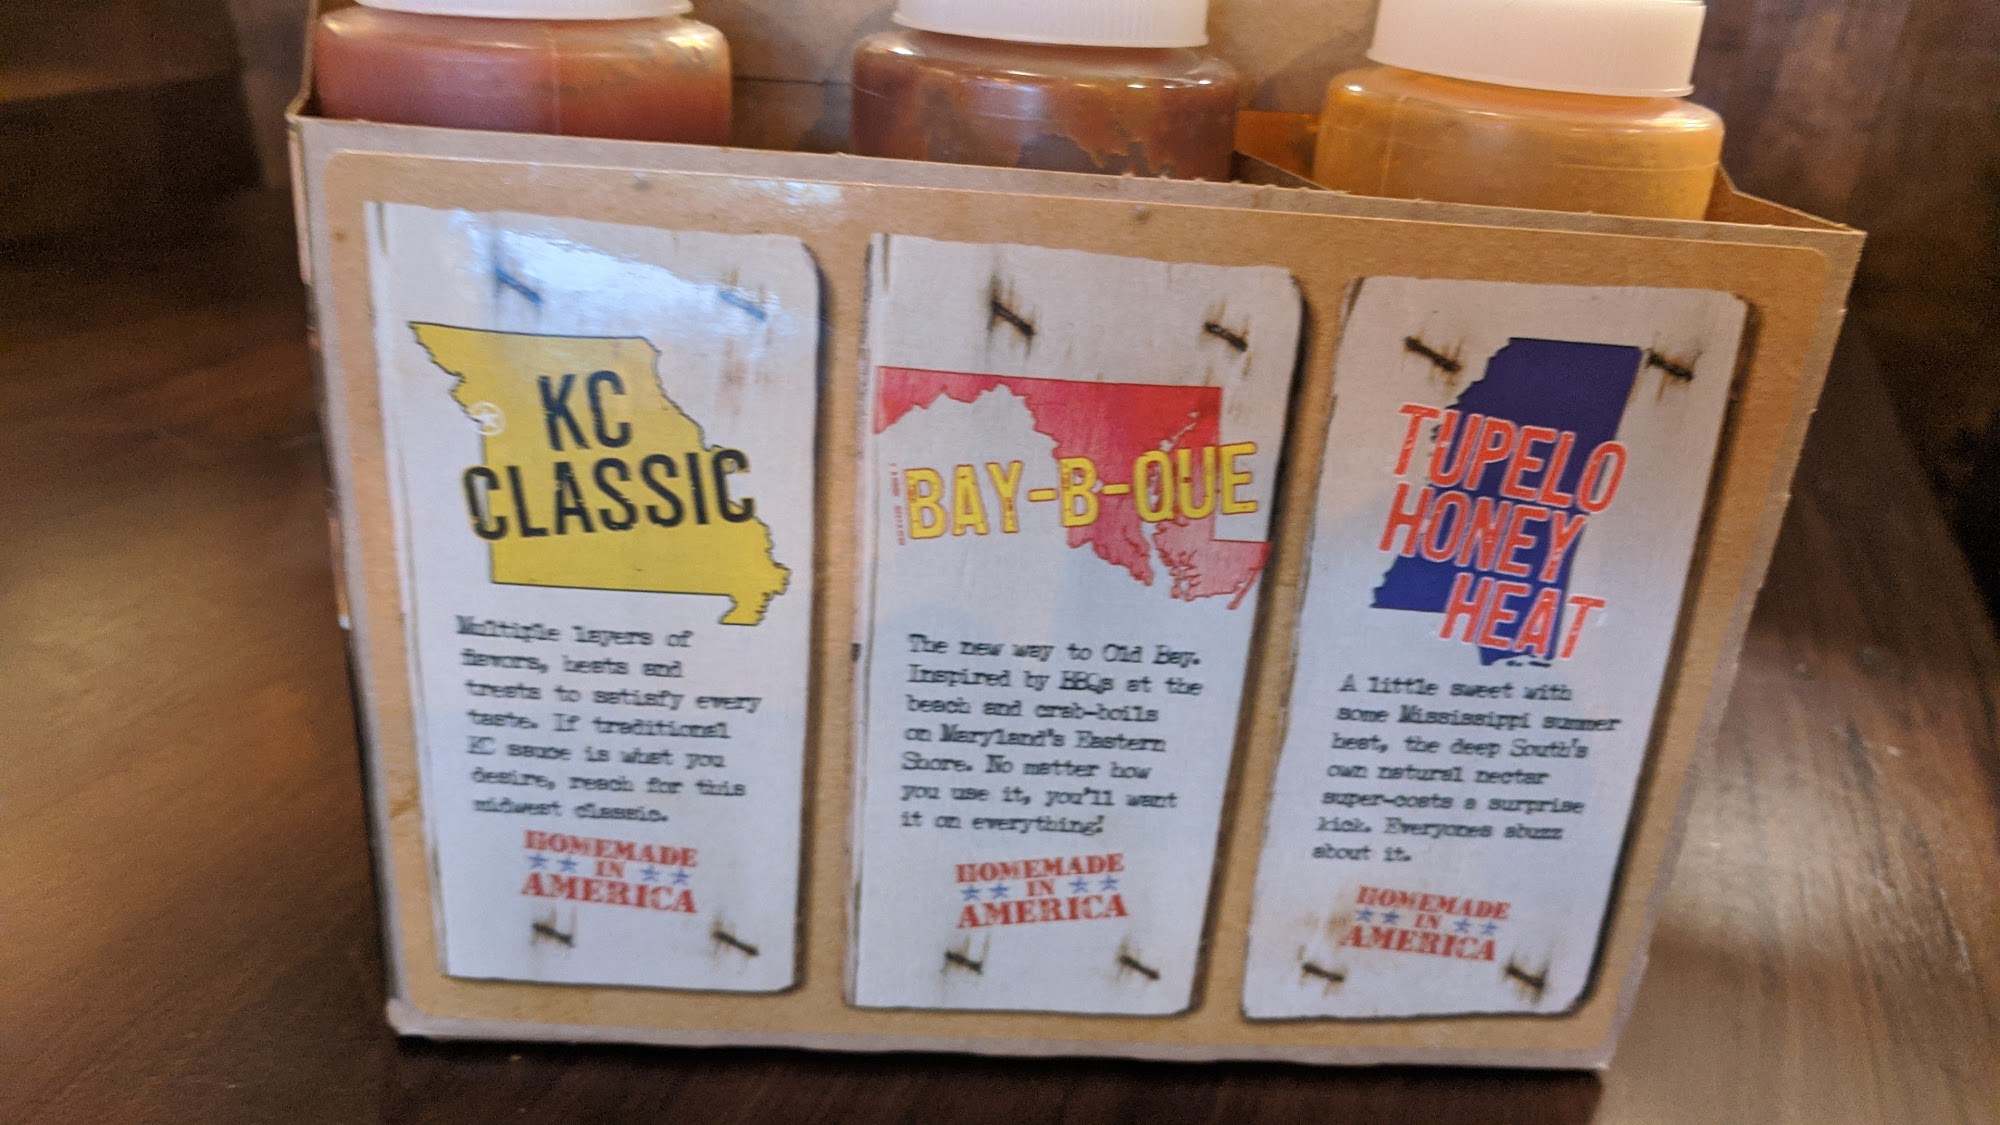 KC
CLASSIC
Multiple layers of
flavors, heats and
treats to satisfy every
taste. If traditional
KC sauce is what you
desire, reach for this
midwest classic.
HOMEMADE
IN
AMERICA
BAY-B-QUE
The new way to Old Bay.
Inspired by BBQs at the
beach and crab-boils
on Maryland's Eastern
Shore. No matter how
you use it, you'll want
it on everything!
HOMEMADE
IN
AMERICA
TUPELO
HONEY
HEAT
A little sweet with
some Mississippi summer
heat, the deep South's
own natural nectar
super-coats a surprise
kick. Everyones abuzz
about it.
HOMEMADE
IN
AMERICA